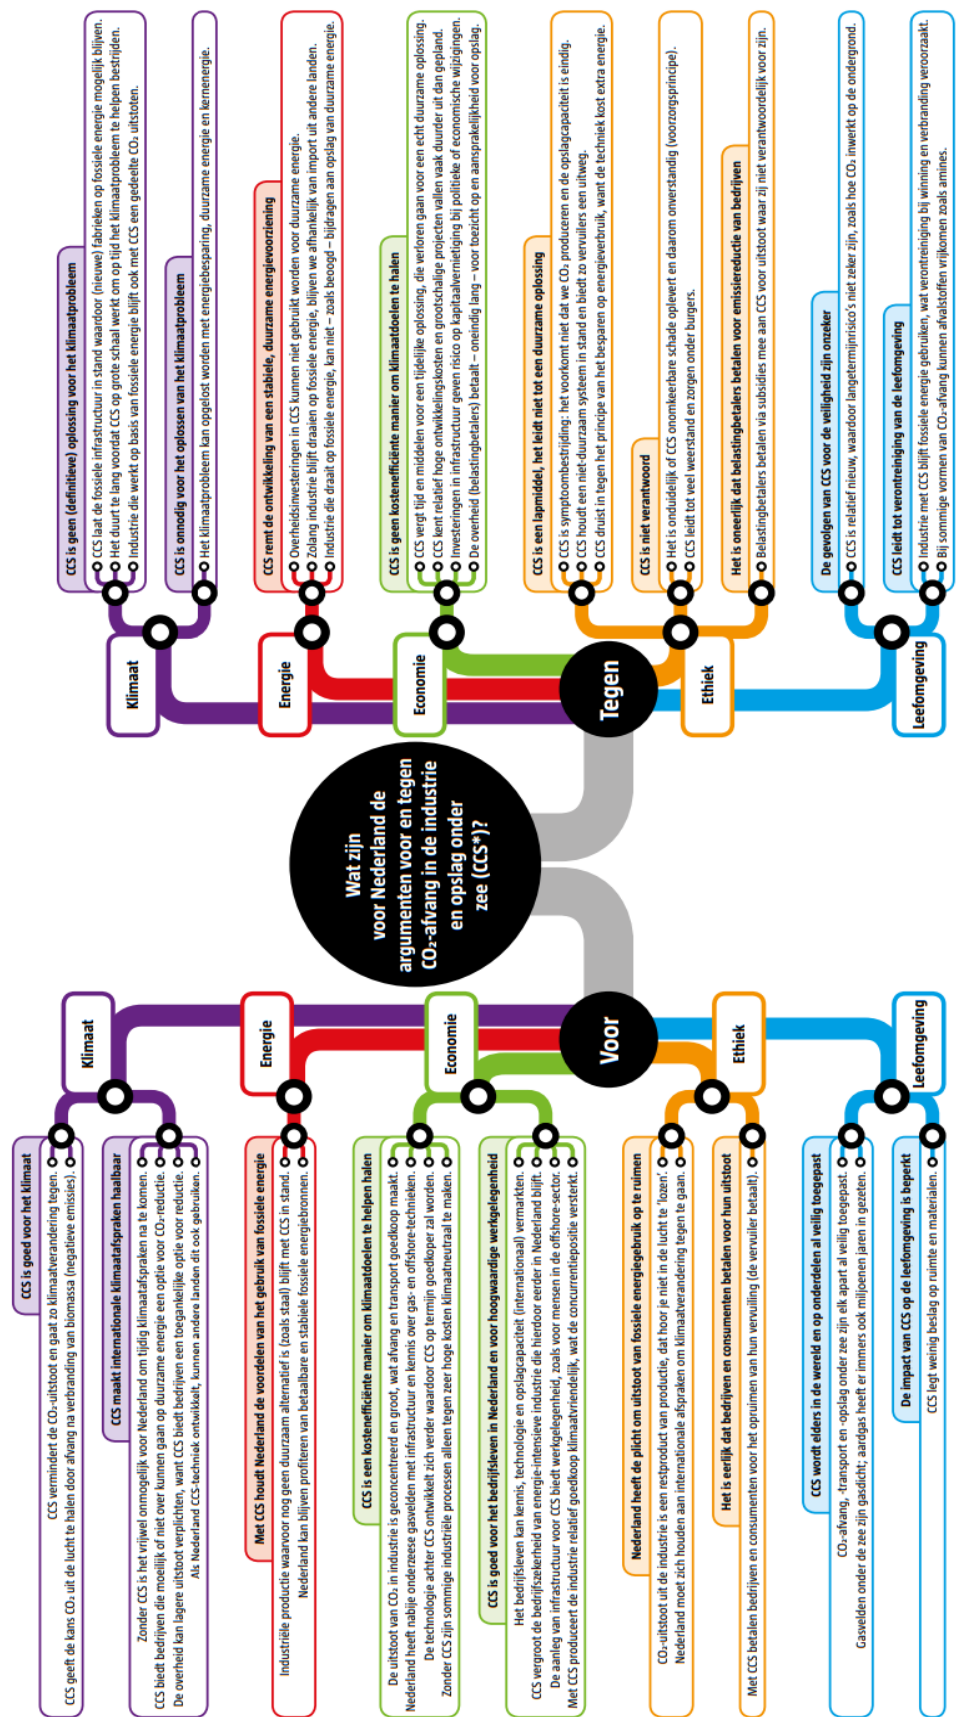 Wat zijn
voor Nederland de
argumenten voor en tegen
CO₂-afvang in de industrie
en opslag onder
zee (CCS*)?
Voor
Klimaat
CCS is goed voor het klimaat
CCS vermindert de CO₂-uitstoot en gaat zo klimaatverandering tegen.
CCS geeft de kans CO₂ uit de lucht te halen door afvang na verbranding van biomassa (negatieve emissies).
CCS maakt internationale klimaatafspraken haalbaar
Zonder CCS is het vrijwel onmogelijk voor Nederland om tijdig klimaatafspraken na te komen.
CCS biedt bedrijven die moeilijk of niet over kunnen gaan op duurzame energie een optie voor CO₂-reductie.
De overheid kan lagere uitstoot verplichten, want CCS biedt bedrijven een toegankelijke optie voor reductie.
Als Nederland CCS-techniek ontwikkelt, kunnen andere landen dit ook gebruiken.
Energie
Met CCS houdt Nederland de voordelen van het gebruik van fossiele energie
Industriële productie waarvoor nog geen duurzaam alternatief is (zoals staal) blijft met CCS in stand.
Nederland kan blijven profiteren van betaalbare en stabiele fossiele energiebronnen.
Economie
CCS is een kostenefficiënte manier om klimaatdoelen te helpen halen
De uitstoot van CO₂ in industrie is geconcentreerd en groot, wat afvang en transport goedkoop maakt.
Nederland heeft nabije onderzeese gasvelden met infrastructuur en kennis over gas- en offshore-technieken.
De technologie achter CCS ontwikkelt zich verder waardoor CCS op termijn goedkoper zal worden.
Zonder CCS zijn sommige industriële processen alleen tegen zeer hoge kosten klimaatneutraal te maken.
CCS is goed voor het bedrijfsleven in Nederland en voor hoogwaardige werkgelegenheid
Het bedrijfsleven kan kennis, technologie en opslagcapaciteit (internationaal) vermarkten.
CCS vergroot de bedrijfszekerheid van energie-intensieve industrie die hierdoor eerder in Nederland blijft.
De aanleg van infrastructuur voor CCS biedt werkgelegenheid, zoals voor mensen in de offshore-sector.
Met CCS produceert de industrie relatief goedkoop klimaatvriendelijk, wat de concurrentiepositie versterkt.
Ethiek
Nederland heeft de plicht om uitstoot van fossiele energiegebruik op te ruimen
CO₂-uitstoot uit de industrie is een restproduct van productie, dat hoor je niet in de lucht te 'lozen'.
Nederland moet zich houden aan internationale afspraken om klimaatverandering tegen te gaan.
Het is eerlijk dat bedrijven en consumenten betalen voor hun uitstoot
Met CCS betalen bedrijven en consumenten voor het opruimen van hun vervuiling (de vervuiler betaalt).
Leefomgeving
CCS wordt elders in de wereld en op onderdelen al veilig toegepast
CO₂-afvang, -transport en -opslag onder zee zijn elk apart al veilig toegepast.
Gasvelden onder de zee zijn gasdicht; aardgas heeft er immers ook miljoenen jaren in gezeten.
De impact van CCS op de leefomgeving is beperkt
CCS legt weinig beslag op ruimte en materialen.
Tegen
Klimaat
CCS is geen (definitieve) oplossing voor het klimaatprobleem
CCS laat de fossiele infrastructuur in stand waardoor (nieuwe) fabrieken op fossiele energie mogelijk blijven.
Het duurt te lang voordat CCS op grote schaal werkt om op tijd het klimaatprobleem te helpen bestrijden.
Industrie die werkt op basis van fossiele energie blijft ook met CCS een gedeelte CO₂ uitstoten.
CCS is onnodig voor het oplossen van het klimaatprobleem
Het klimaatprobleem kan opgelost worden met energiebesparing, duurzame energie en kernenergie.
Energie
CCS remt de ontwikkeling van een stabiele, duurzame energievoorziening
Overheidsinvesteringen in CCS kunnen niet gebruikt worden voor duurzame energie.
Zolang industrie blijft draaien op fossiele energie, blijven we afhankelijk van import uit andere landen.
Industrie die draait op fossiele energie, kan niet – zoals beoogd – bijdragen aan opslag van duurzame energie.
Economie
CCS is geen kostenefficiënte manier om klimaatdoelen te halen
CCS vergt tijd en middelen voor een tijdelijke oplossing, die verloren gaan voor een echt duurzame oplossing.
CCS kent relatief hoge ontwikkelingskosten en grootschalige projecten vallen vaak duurder uit dan gepland.
Investeringen in infrastructuur geven risico op kapitaalvernietiging bij politieke of economische wijzigingen.
De overheid (belastingbetalers) betaalt – oneindig lang – voor toezicht op en aansprakelijkheid voor opslag.
Ethiek
CCS is een lapmiddel, het leidt niet tot een duurzame oplossing
CCS is symptoombestrijding: het voorkomt niet dat we CO₂ produceren en de opslagcapaciteit is eindig.
CCS houdt een niet-duurzaam systeem in stand en biedt zo vervuilers een uitweg.
CCS druist in tegen het principe van het besparen op energieverbruik, want de techniek kost extra energie.
CCS is niet verantwoord
Het is onduidelijk of CCS onomkeerbare schade oplevert en daarom onverstandig (voorzorgsprincipe).
CCS leidt tot veel weerstand en zorgen onder burgers.
Het is oneerlijk dat belastingbetalers betalen voor emissiereductie van bedrijven
Belastingbetalers betalen via subsidies mee aan CCS voor uitstoot waar zij niet verantwoordelijk voor zijn.
Leefomgeving
De gevolgen van CCS voor de veiligheid zijn onzeker
CCS is relatief nieuw, waardoor langetermijnrisico's niet zeker zijn, zoals hoe CO₂ inwerkt op de ondergrond.
CCS leidt tot verontreiniging van de leefomgeving
Industrie met CCS blijft fossiele energie gebruiken, wat verontreiniging bij winning en verbranding veroorzaakt.
Bij sommige vormen van CO₂-afvang kunnen afvalstoffen vrijkomen zoals amines.